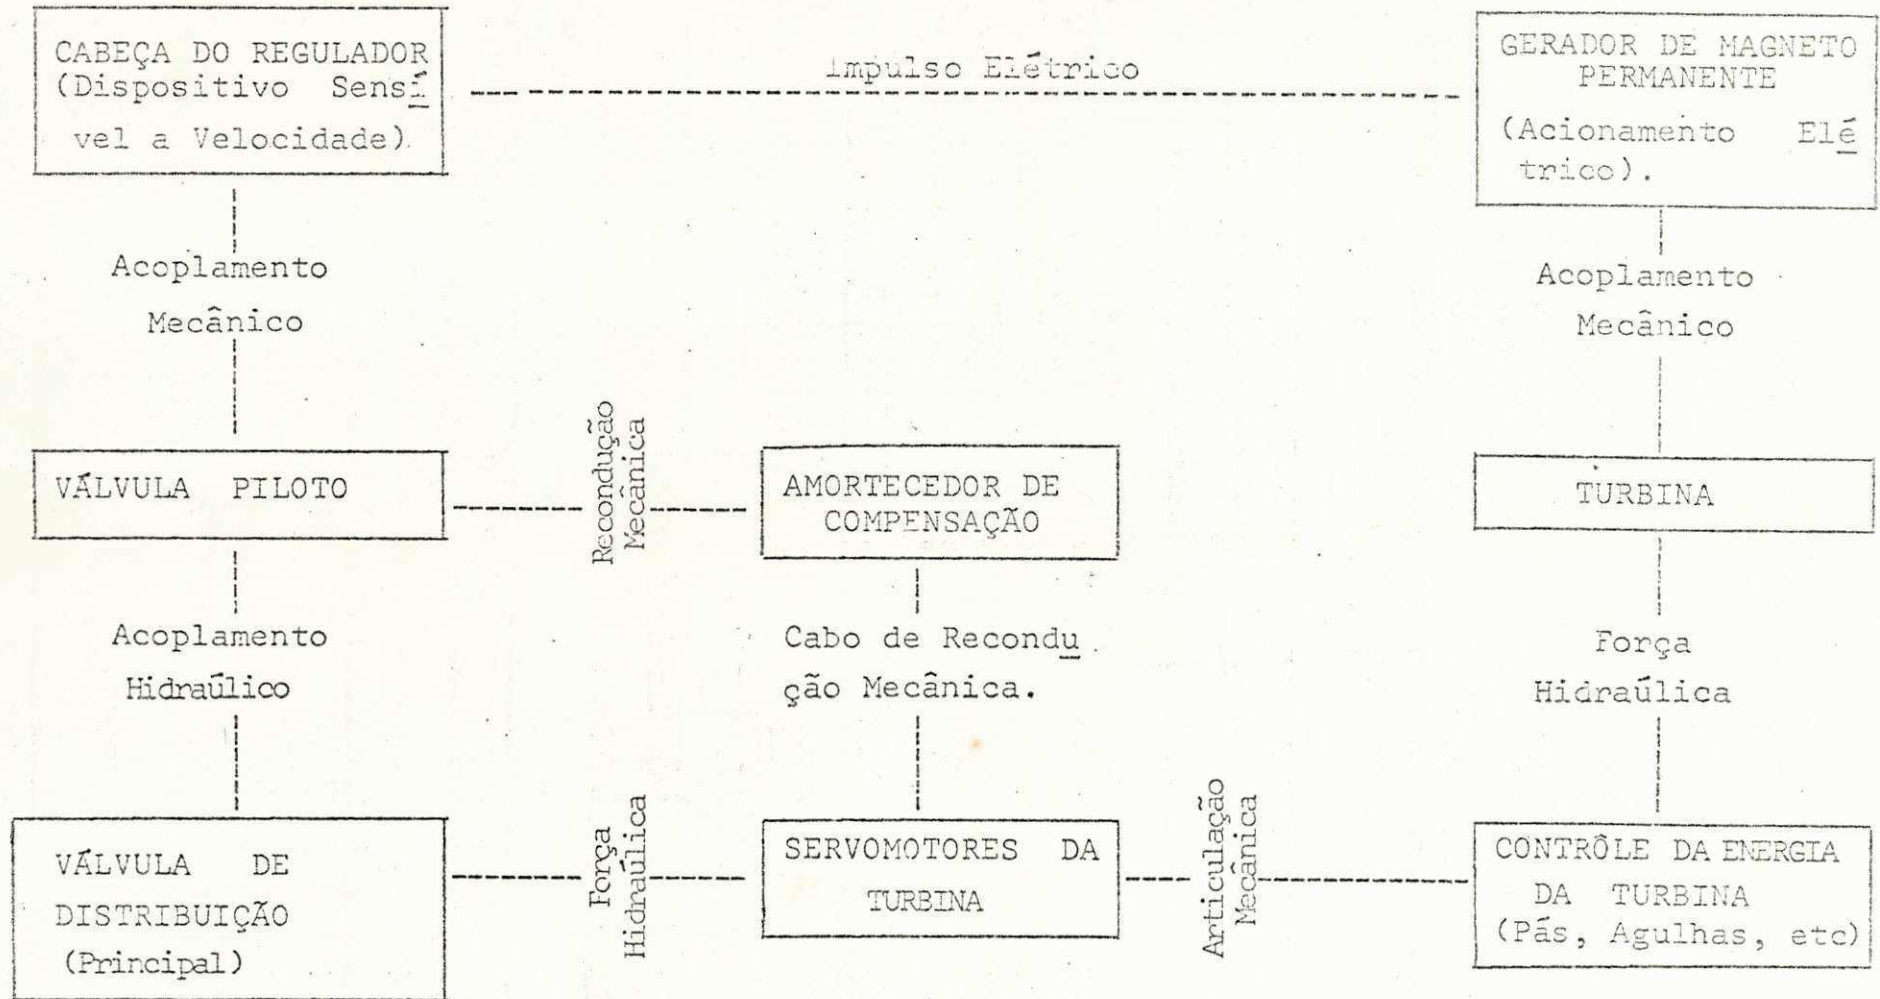 CABEÇA DO REGULADOR
(Dispositivo Sensí
vel a Velocidade).
Impulso Elétrico
GERADOR DE MAGNETO
PERMANENTE
(Acionamento Elé
trico).
Acoplamento
Mecânico
Acoplamento
Mecânico
VÁLVULA PILOTO
Recondução
Mecânica
AMORTECEDOR DE
COMPENSAÇÃO
TURBINA
Acoplamento
Hidraúlico
Cabo de Recondu
ção Mecânica.
Força
Hidraúlica
VÁLVULA DE
DISTRIBUIÇÃO
(Principal)
Força
Hidraúlica
SERVOMOTORES DA
TURBINA
Articulação
Mecânica
CONTRÔLE DA ENERGIA
DA TURBINA
(Pás, Agulhas, etc)